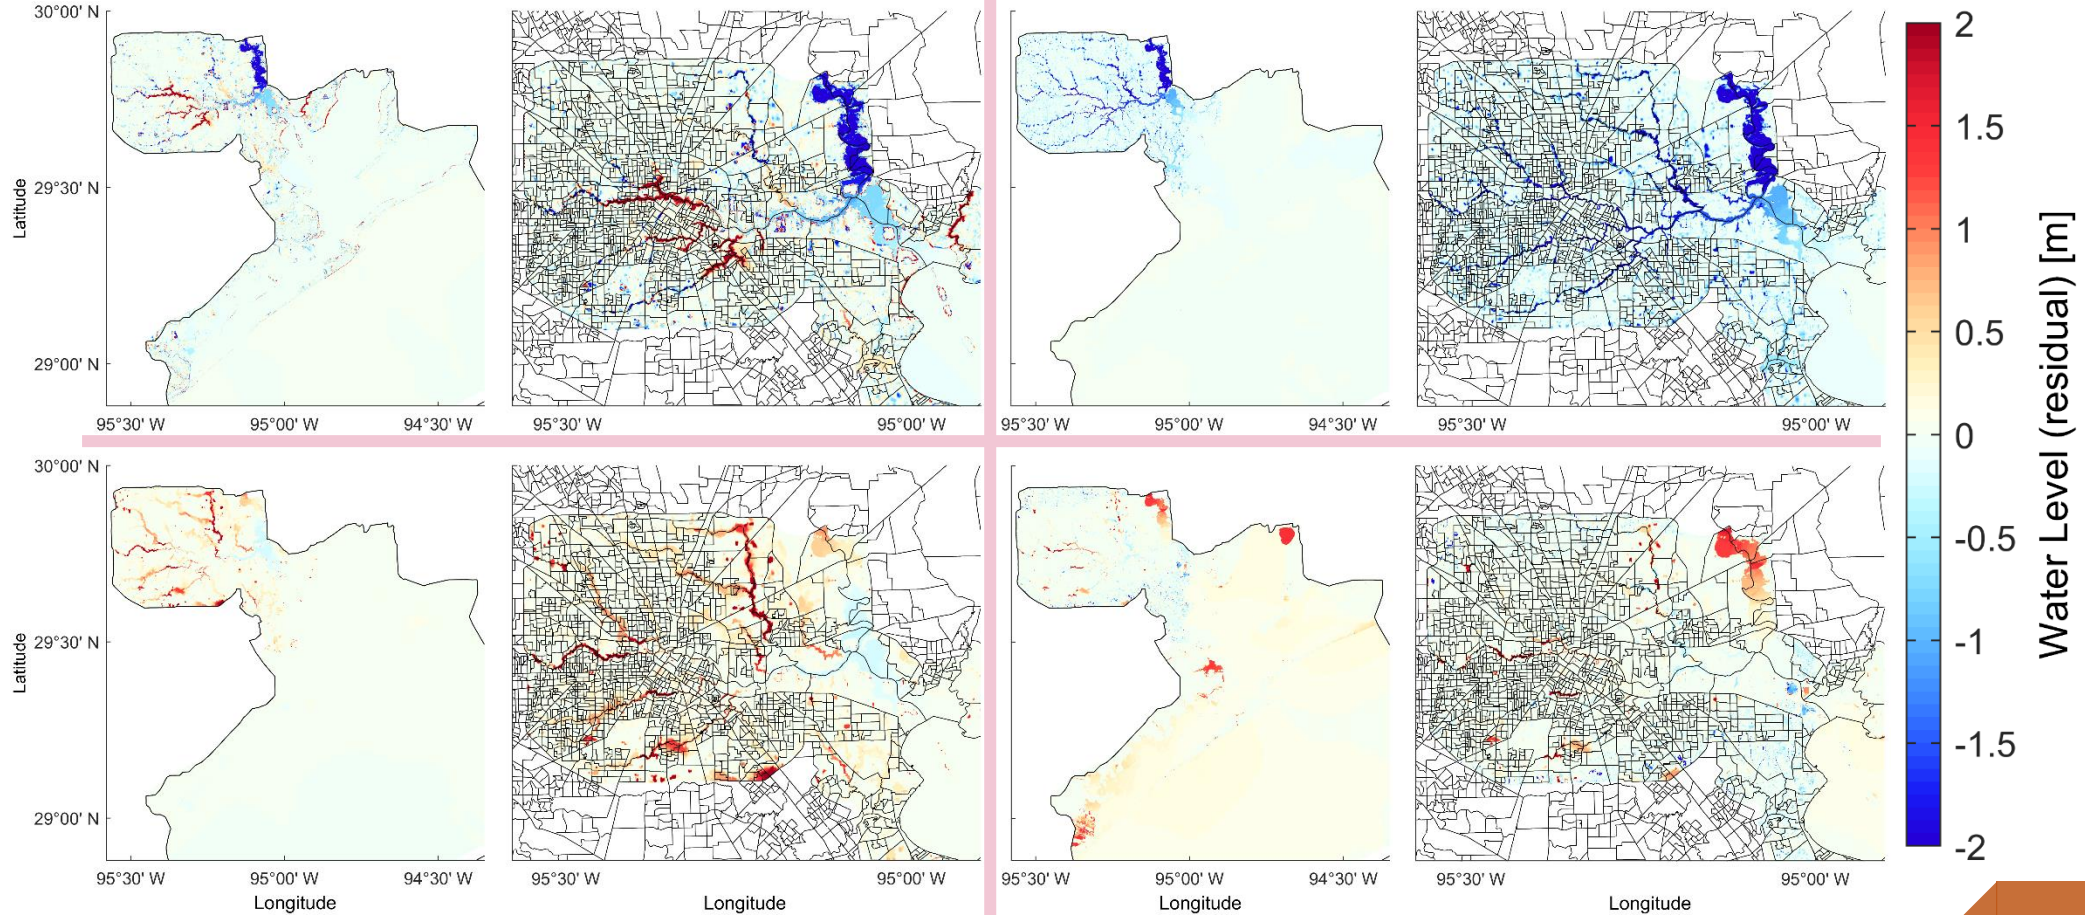 30°00' N
29°30' N
29°00' N
Latitude
95°30' W 95°00' W 94°30' W
95°30' W 95°00' W
95°30' W 95°00' W 94°30' W
95°30' W 95°00' W
30°00' N
29°30' N
29°00' N
Latitude
95°30' W 95°00' W 94°30' W
Longitude
95°30' W 95°00' W
Longitude
95°30' W 95°00' W 94°30' W
Longitude
95°30' W 95°00' W
Longitude
2
1.5
1
0.5
0
-0.5
-1
-1.5
-2
Water Level (residual) [m]